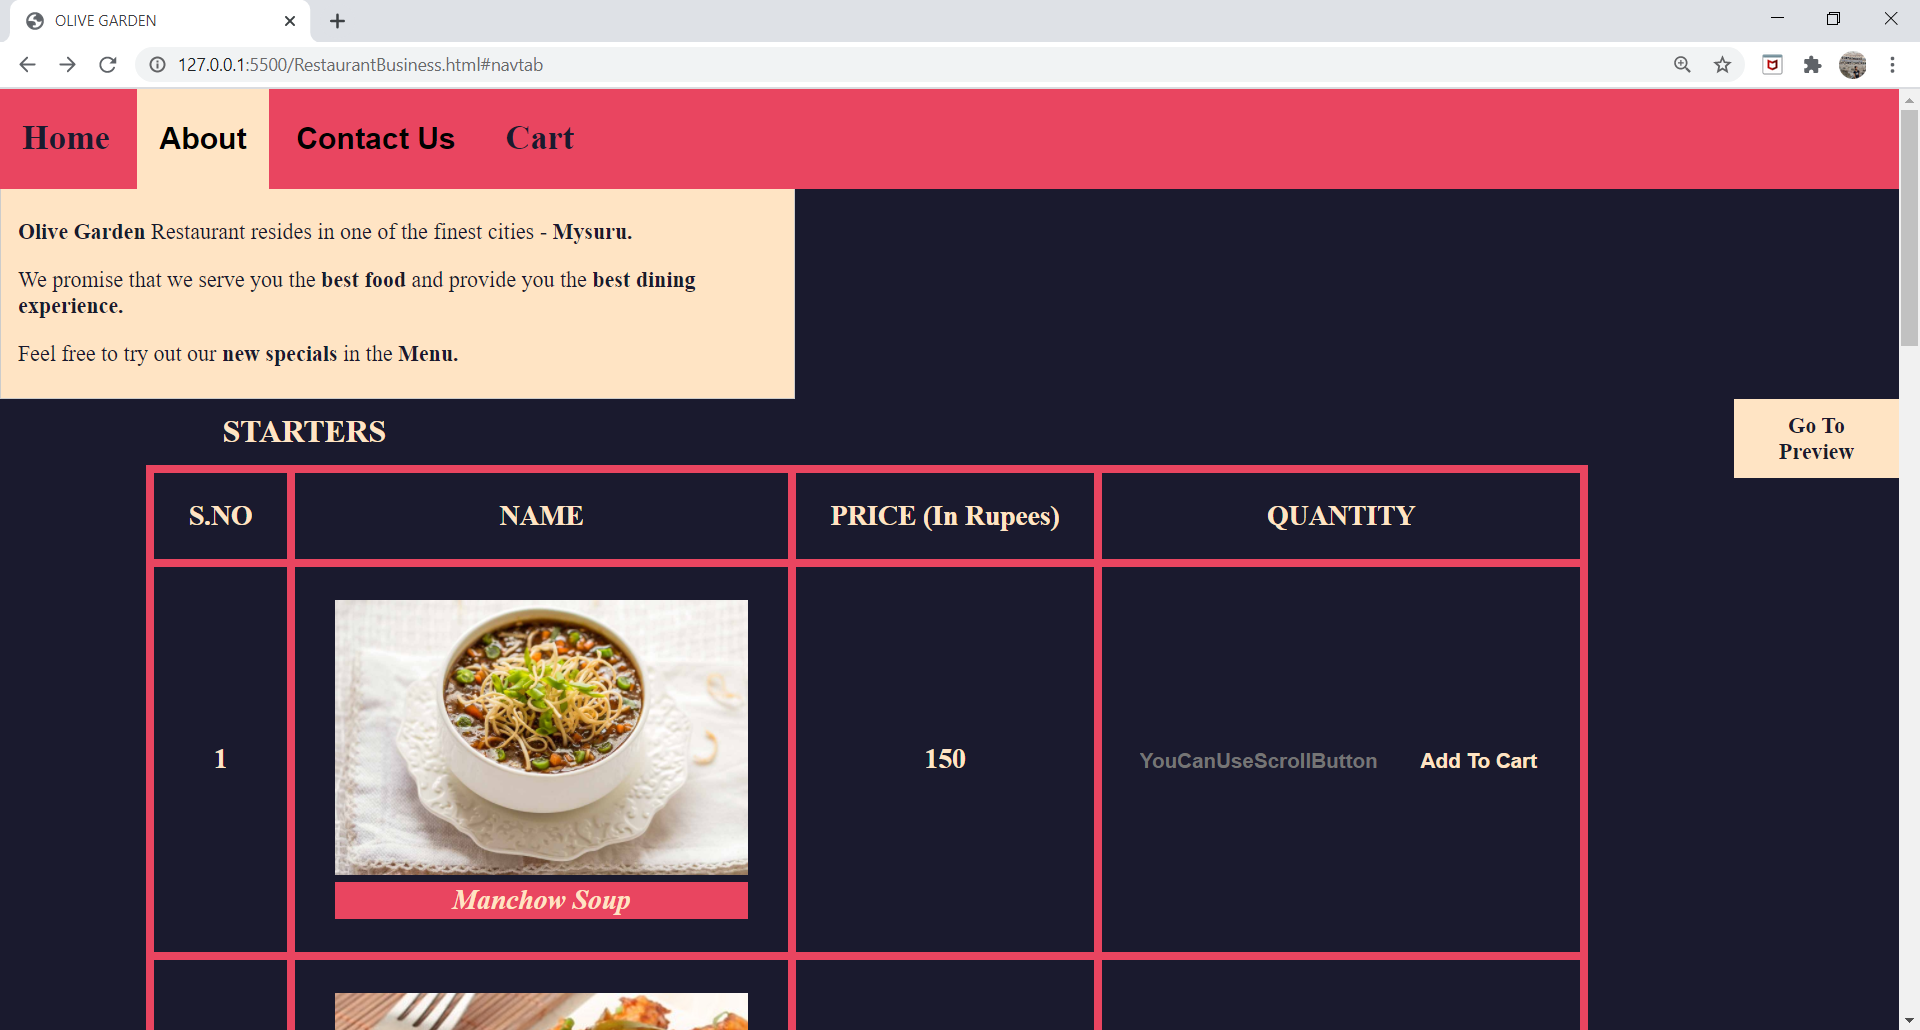 OLIVE GARDEN
127.0.0.1:5500/RestaurantBusiness.html#navtab
Home About Contact Us Cart
Olive Garden Restaurant resides in one of the finest cities - Mysuru.
We promise that we serve you the best food and provide you the best dining
experience.
Feel free to try out our new specials in the Menu.
STARTERS
Go To
Preview
S.NO NAME PRICE (In Rupees) QUANTITY
1 150 YouCanUseScrollButton Add To Cart
Manchow Soup